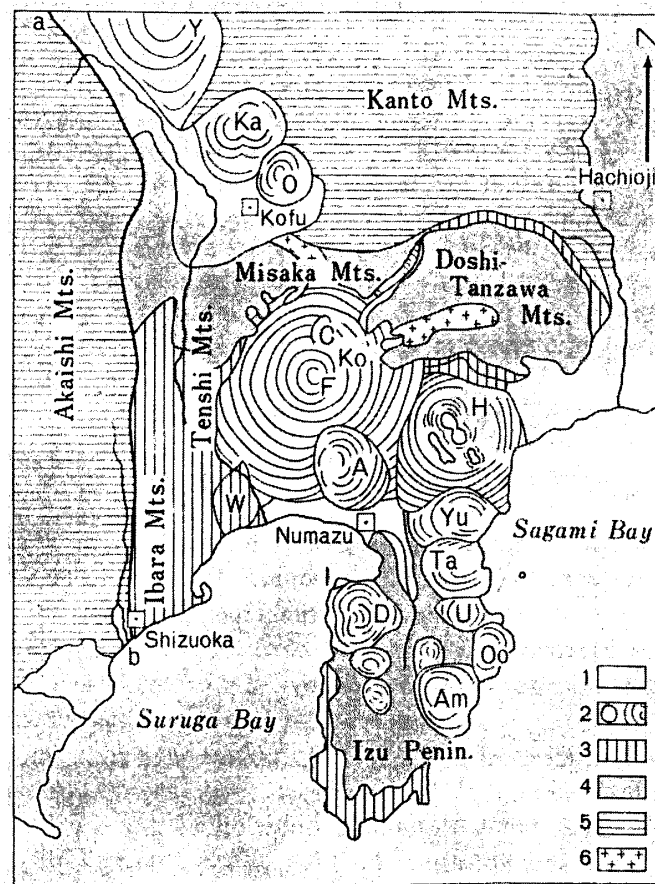 a
Y
N
Kanto Mts.
Ka
O
Hachioji
Kofu
Misaka Mts.
Doshi-
Tanzawa
Mts.
Akaishi Mts.
Tenshi Mts.
C
Ko
F
H
A
W
Ibara Mts.
Numazu
Yu
Sagami Bay
Ta
D
U
Oo
Shizuoka
b
Am
Suruga Bay
Izu Penin.
1
2
3
4
5
6